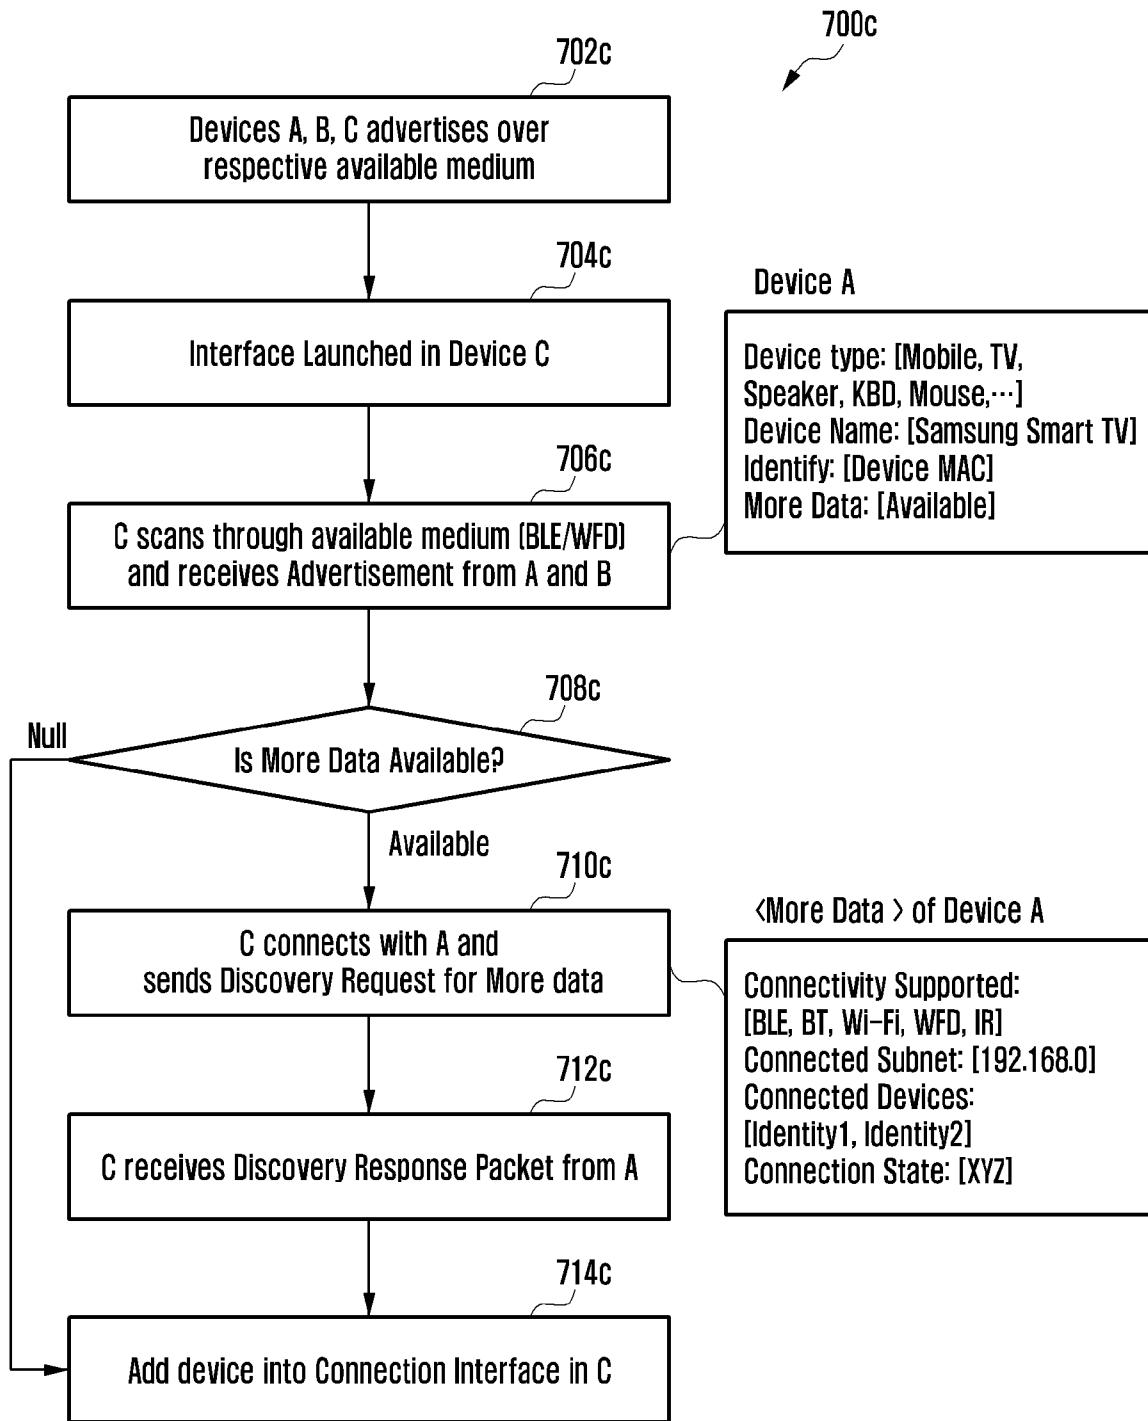 700c
702c
Devices A, B, C advertises over
respective available medium
704c
Interface Launched in Device C
Device A
Device type: [Mobile, TV,
Speaker, KBD, Mouse,⋯]
Device Name: [Samsung Smart TV]
Identify: [Device MAC]
More Data: [Available]
706c
C scans through available medium (BLE/WFD)
and receives Advertisement from A and B
708c
Null
Is More Data Available?
Available
710c
C connects with A and
sends Discovery Request for More data
<More Data > of Device A
Connectivity Supported:
[BLE, BT, Wi-Fi, WFD, IR]
Connected Subnet: [192.168.0]
Connected Devices:
[Identity1, Identity2]
Connection State: [XYZ]
712c
C receives Discovery Response Packet from A
714c
Add device into Connection Interface in C